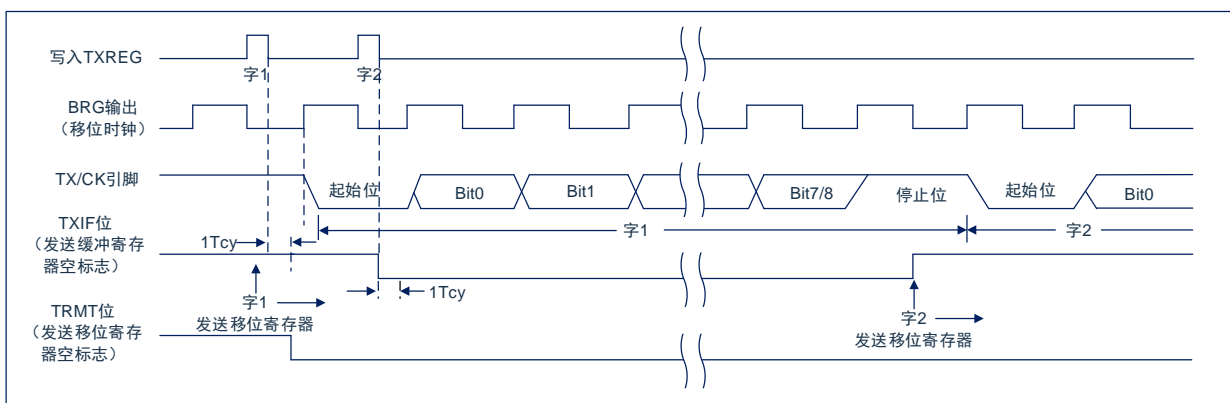 写入TXREG
字1
字2
BRG输出
（移位时钟）
TX/CK引脚
起始位
Bit0
Bit1
Bit7/8
停止位
起始位
Bit0
TXIF位
（发送缓冲寄存
器空标志）
1Tcy
字1
字2
1Tcy
字1
发送移位寄存器
字2
发送移位寄存器
TRMT位
（发送移位寄存
器空标志）